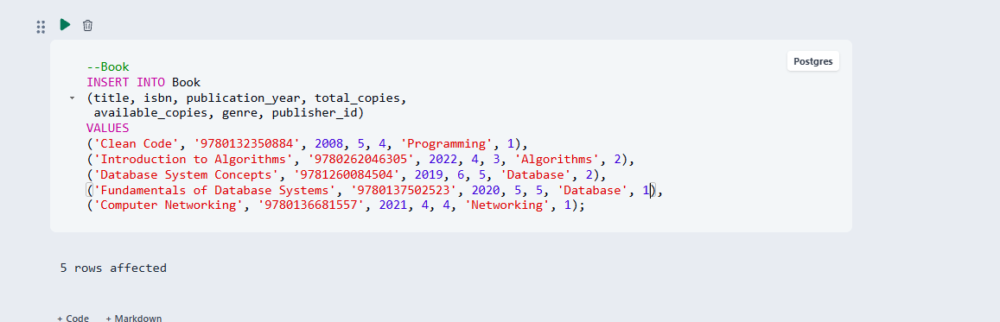 --Book
Postgres
INSERT INTO Book
(title, isbn, publication_year, total_copies,
available_copies, genre, publisher_id)
VALUES
('Clean Code', '9780132350884', 2008, 5, 4, 'Programming', 1),
('Introduction to Algorithms', '9780262046305', 2022, 4, 3, 'Algorithms', 2),
('Database System Concepts', '9781260084504', 2019, 6, 5, 'Database', 2),
('Fundamentals of Database Systems', '9780137502523', 2020, 5, 5, 'Database', 1),
('Computer Networking', '9780136681557', 2021, 4, 4, 'Networking', 1);
5 rows affected
+ Code + Markdown